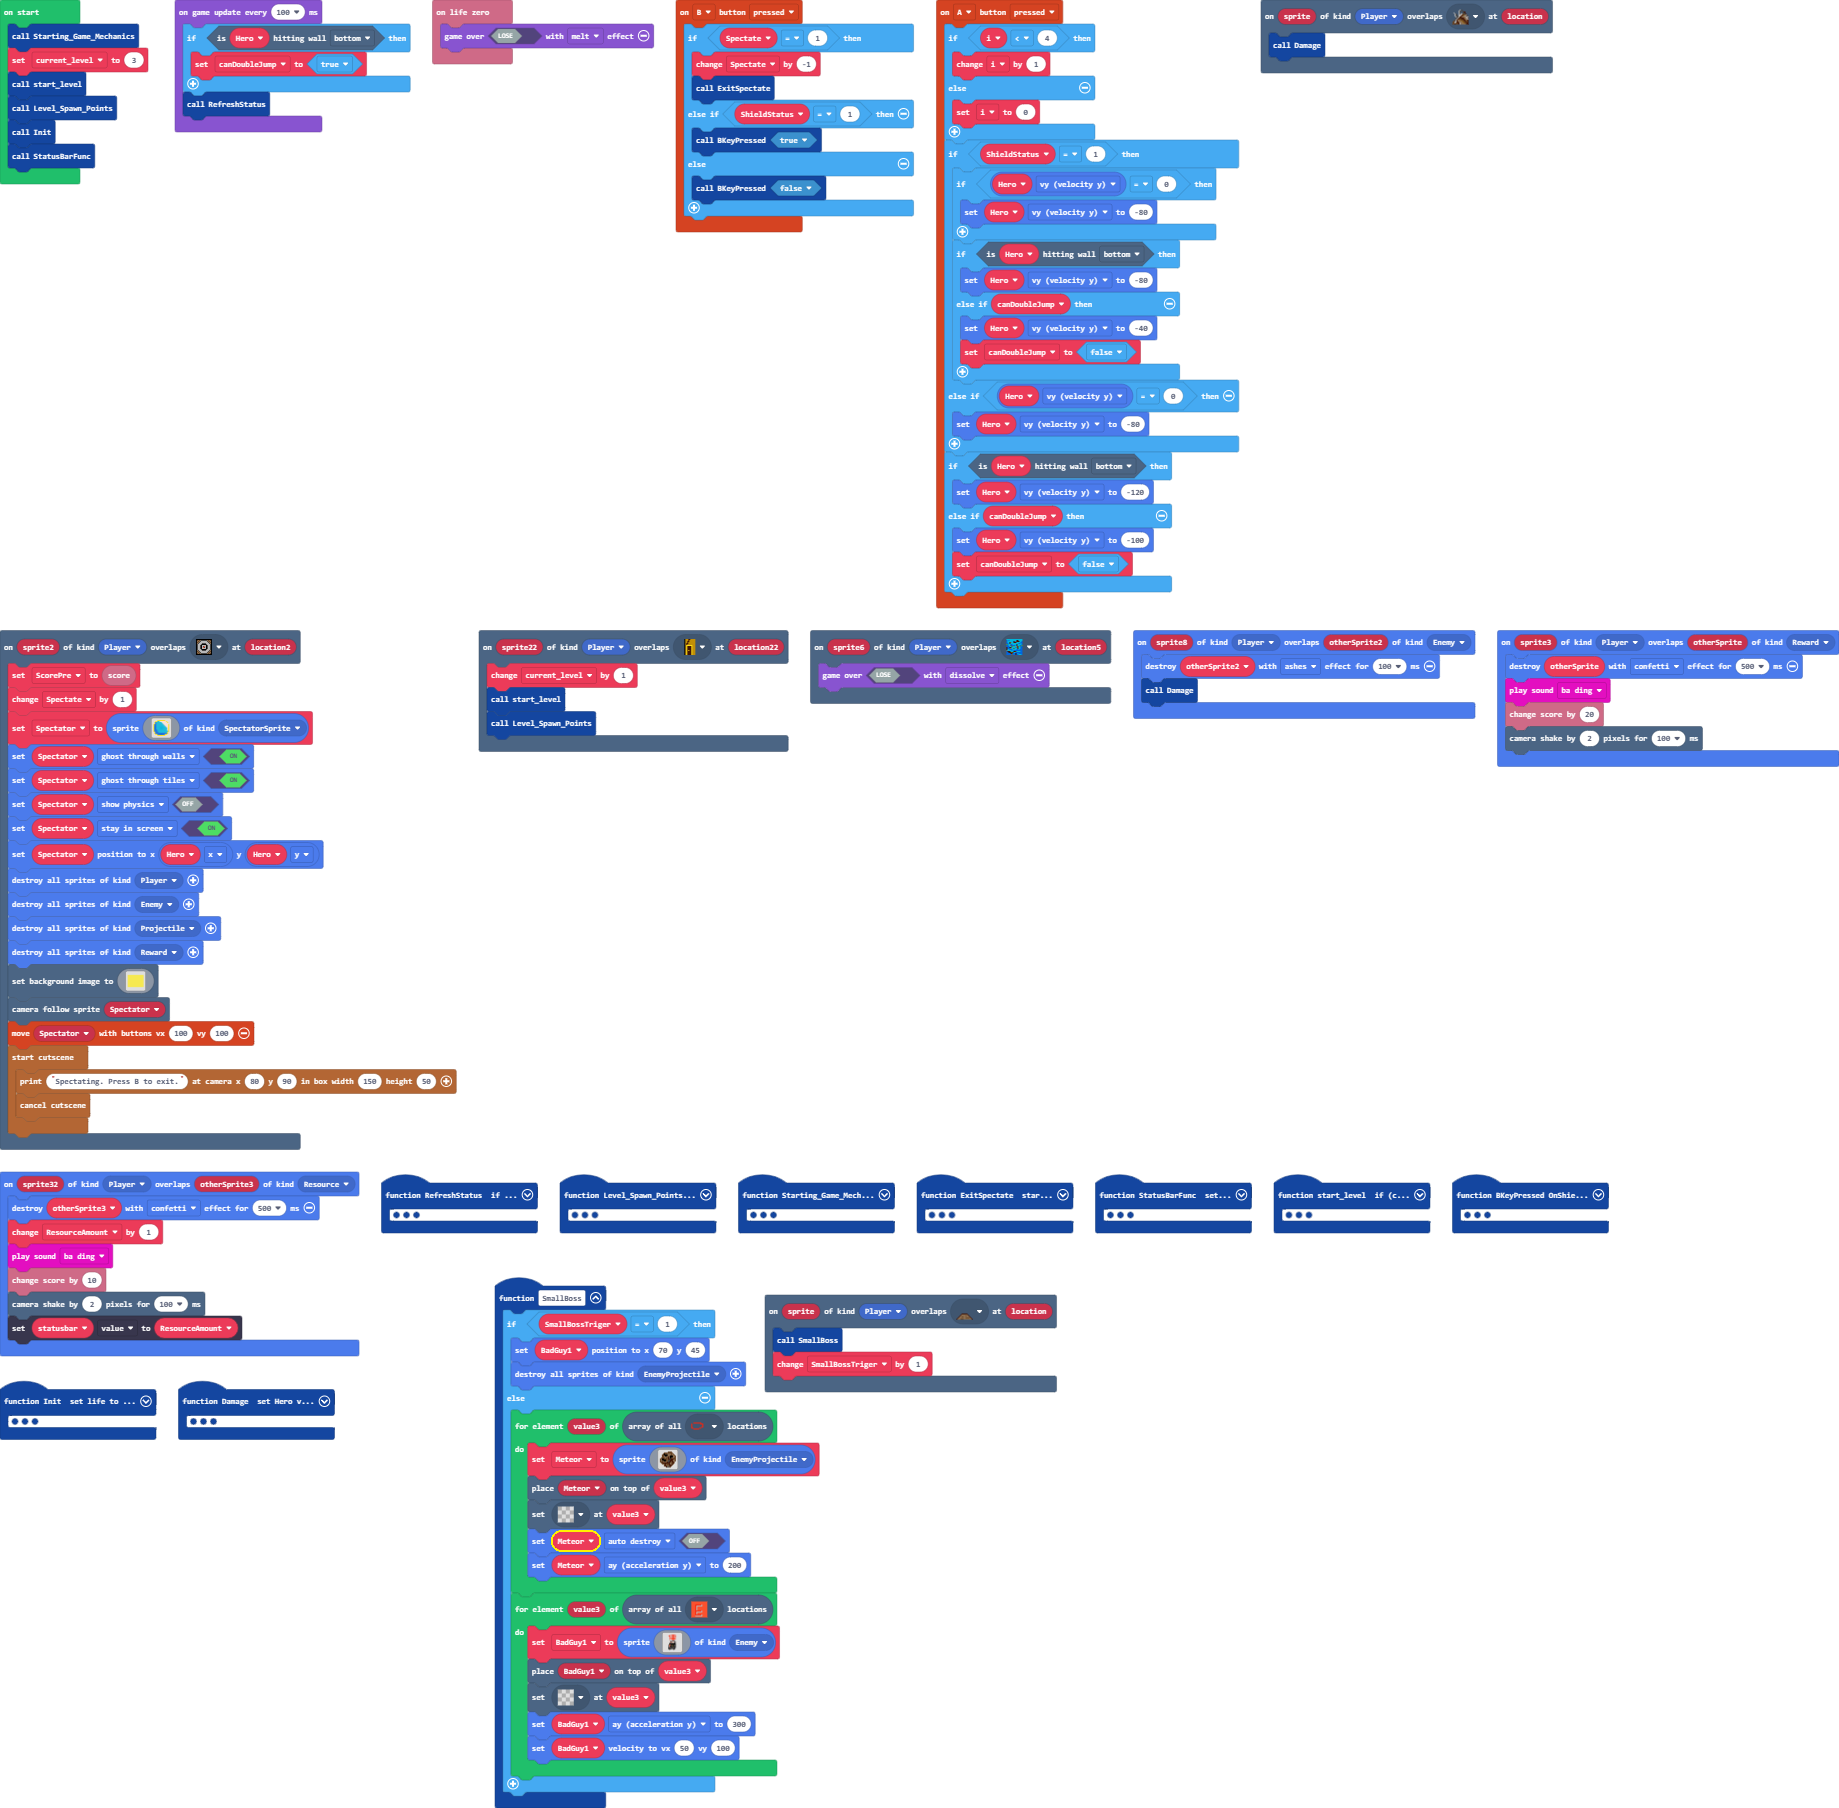 on start
call Starting_Game_Mechanics
set current_level to 3
call start_level
call Level_Spawn_Points
call Init
call StatusBarFunc
on game update every 100 ms
if is Hero hitting wall bottom then
set canDoubleJump to true
call RefreshStatus
on life zero
game over LOSE with melt effect
on B button pressed
if Spectate = 1 then
change Spectate by -1
call ExitSpectate
else if ShieldStatus = 1 then
call BKeyPressed true
else
call BKeyPressed false
on A button pressed
if i < 4 then
change i by 1
else
set i to 0
if ShieldStatus = 1 then
if Hero vy (velocity y) = 0 then
set Hero vy (velocity y) to -80
if is Hero hitting wall bottom then
set Hero vy (velocity y) to -80
else if canDoubleJump then
set Hero vy (velocity y) to -40
set canDoubleJump to false
else if Hero vy (velocity y) = 0 then
set Hero vy (velocity y) to -80
if is Hero hitting wall bottom then
set Hero vy (velocity y) to -120
else if canDoubleJump then
set Hero vy (velocity y) to -100
set canDoubleJump to false
on sprite of kind Player overlaps at location
call Damage
on sprite2 of kind Player overlaps at location2
set ScorePre to score
change Spectate by 1
set Spectator to sprite of kind SpectatorSprite
set Spectator ghost through walls ON
set Spectator ghost through tiles ON
set Spectator show physics OFF
set Spectator stay in screen ON
set Spectator position to x Hero x y Hero y
destroy all sprites of kind Player
destroy all sprites of kind Enemy
destroy all sprites of kind Projectile
destroy all sprites of kind Reward
set background image to
camera follow sprite Spectator
move Spectator with buttons vx 100 vy 100
start cutscene
print "Spectating. Press B to exit." at camera x 80 y 90 in box width 150 height 50
cancel cutscene
on sprite22 of kind Player overlaps at location22
change current_level by 1
call start_level
call Level_Spawn_Points
on sprite6 of kind Player overlaps at location5
game over LOSE with dissolve effect
on sprite8 of kind Player overlaps otherSprite2 of kind Enemy
destroy otherSprite2 with ashes effect for 100 ms
call Damage
on sprite3 of kind Player overlaps otherSprite of kind Reward
destroy otherSprite with confetti effect for 500 ms
play sound ba ding
change score by 20
camera shake by 2 pixels for 100 ms
on sprite32 of kind Player overlaps otherSprite3 of kind Resource
destroy otherSprite3 with confetti effect for 500 ms
change ResourceAmount by 1
play sound ba ding
change score by 10
camera shake by 2 pixels for 100 ms
set statusbar value to ResourceAmount
function RefreshStatus if ...
function Level_Spawn_Points...
function Starting_Game_Mech...
function ExitSpectate star...
function StatusBarFunc set...
function start_level if (c...
function BKeyPressed OnShie...
function SmallBoss
if SmallBossTriger = 1 then
set BadGuy1 position to x 70 y 45
destroy all sprites of kind EnemyProjectile
else
for element value3 of array of all locations
do
set Meteor to sprite of kind EnemyProjectile
place Meteor on top of value3
set at value3
set Meteor auto destroy OFF
set Meteor ay (acceleration y) to 200
for element value3 of array of all locations
do
set BadGuy1 to sprite of kind Enemy
place BadGuy1 on top of value3
set at value3
set BadGuy1 ay (acceleration y) to 300
set BadGuy1 velocity to vx 50 vy 100
on sprite of kind Player overlaps at location
call SmallBoss
change SmallBossTriger by 1
function Init set life to ...
function Damage set Hero v...